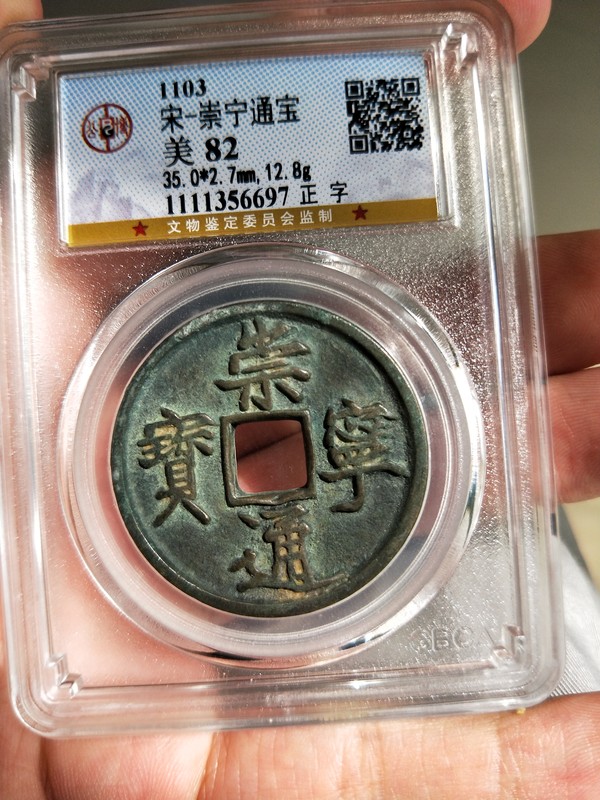 1103
宋-崇宁通宝
美 82
35.0*2.7mm,12.8g
1111356697 正 字
★ 文物鉴定委员会监制 ★
崇
寧
通
寳